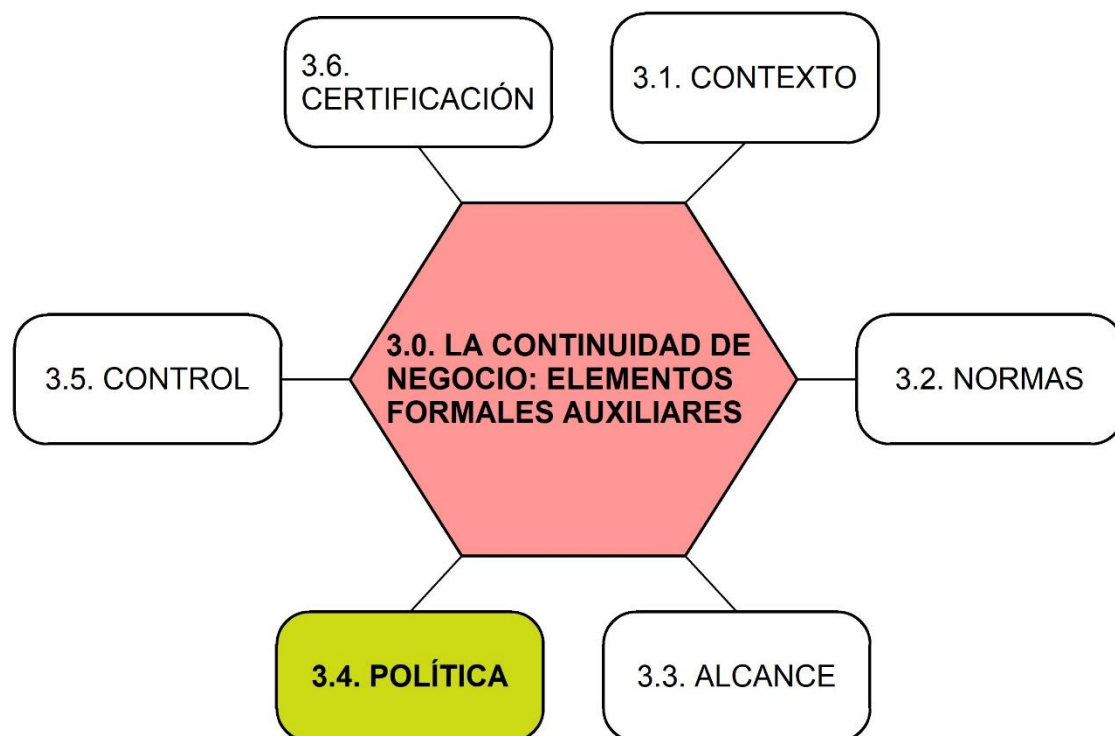 3.6.
CERTIFICACIÓN
3.1. CONTEXTO
3.0. LA CONTINUIDAD DE
NEGOCIO: ELEMENTOS
FORMALES AUXILIARES
3.5. CONTROL
3.2. NORMAS
3.4. POLÍTICA
3.3. ALCANCE